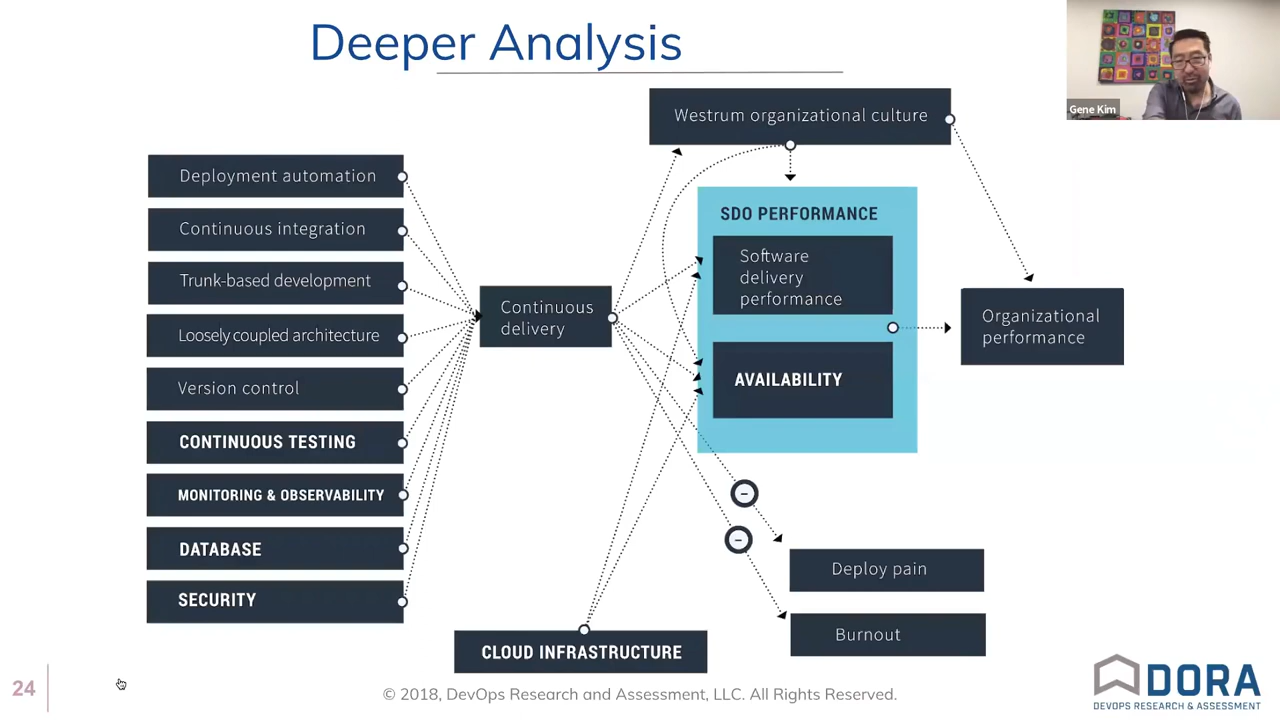 Deeper Analysis
Gene Kim
Westrum organizational culture
Deployment automation
Continuous integration
Trunk-based development
Loosely coupled architecture
Version control
CONTINUOUS TESTING
MONITORING & OBSERVABILITY
DATABASE
SECURITY
Continuous
delivery
SDO PERFORMANCE
Software
delivery
performance
AVAILABILITY
Organizational
performance
–
–
Deploy pain
Burnout
CLOUD INFRASTRUCTURE
24
© 2018, DevOps Research and Assessment, LLC. All Rights Reserved.
DORA
DEVOPS RESEARCH & ASSESSMENT